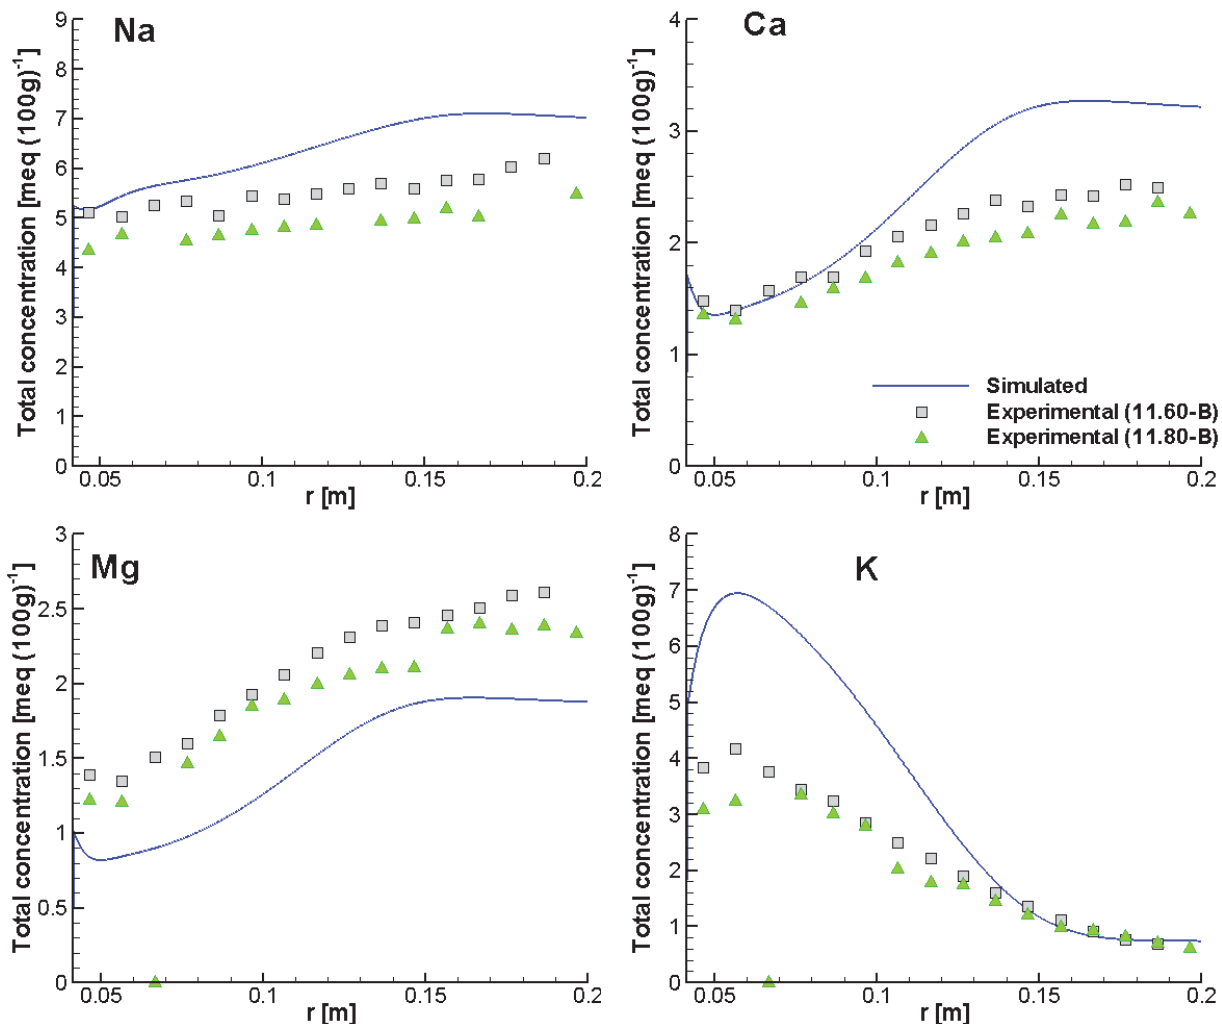 Na
Total concentration [meq (100g)-1]
9
8
7
6
5
4
3
2
1
0
0.05 0.1 0.15 0.2
r [m]
Ca
Total concentration [meq (100g)-1]
4
3
2
1
0
0.05 0.1 0.15 0.2
r [m]
Simulated
Experimental (11.60-B)
Experimental (11.80-B)
Mg
Total concentration [meq (100g)-1]
3
2.5
2
1.5
1
0.5
0
0.05 0.1 0.15 0.2
r [m]
K
Total concentration [meq (100g)-1]
8
7
6
5
4
3
2
1
0
0.05 0.1 0.15 0.2
r [m]